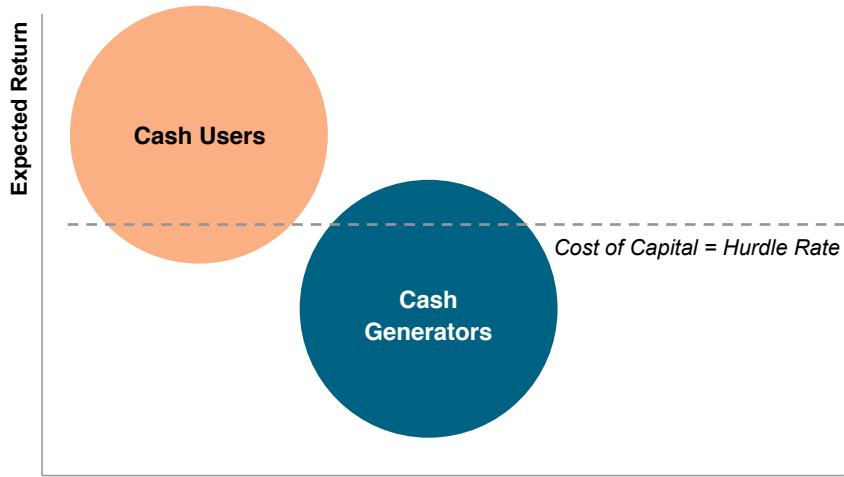 Expected Return
Cash Users
Cost of Capital = Hurdle Rate
Cash
Generators